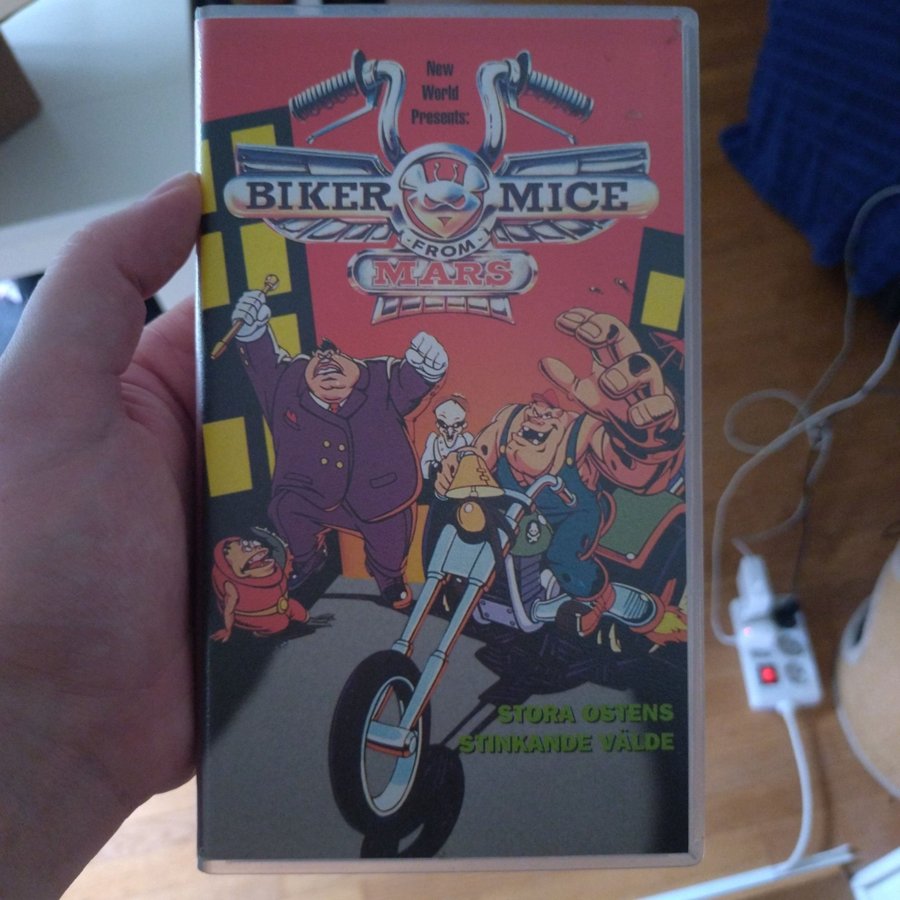 New
World
Presents:
BIKER MICE
FROM
MARS
STORA OSTENS
STINKANDE VÄLDE